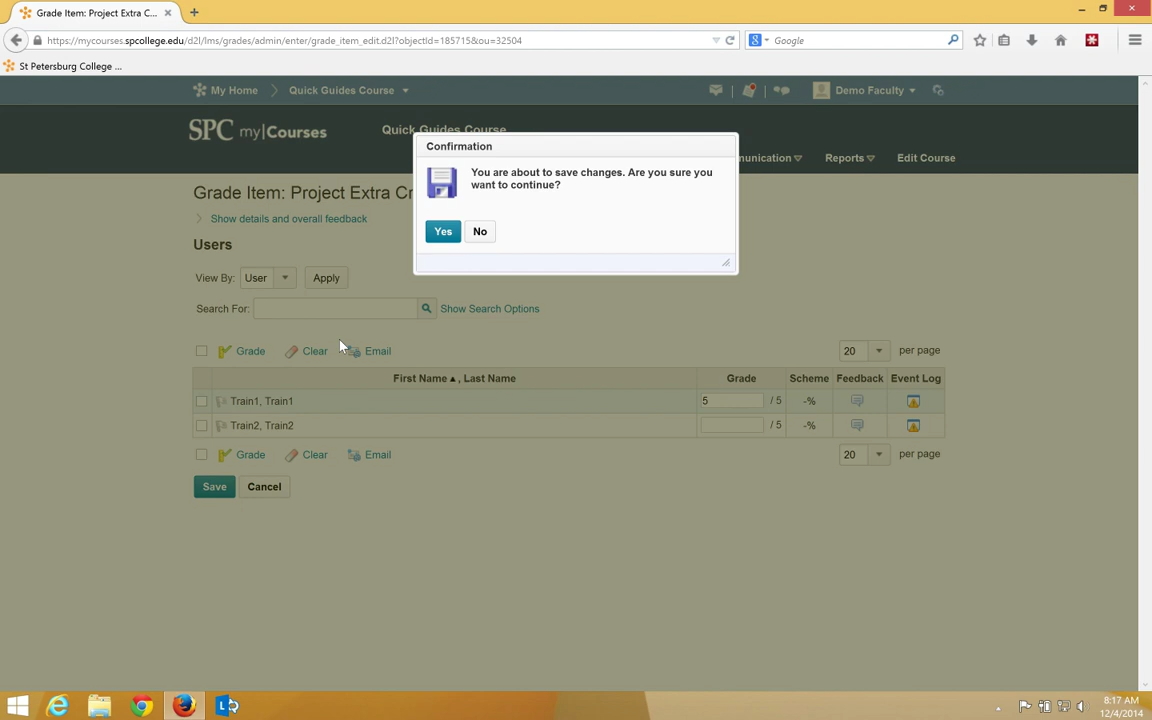 Grade Item: Project Extra C...
https://mycourses.spcollege.edu/d2l/lms/grades/admin/enter/grade_item_edit.d2l?objectId=185715&ou=32504
Google
St Petersburg College ...
My Home
Quick Guides Course
Demo Faculty
SPC my|Courses
Quick Guides Course
Confirmation
munication
Reports
Edit Course
You are about to save changes. Are you sure you
want to continue?
Grade Item: Project Extra Cr
Show details and overall feedback
Yes
No
Users
View By:
User
Apply
Search For:
Show Search Options
Grade
Clear
Email
20
per page
First Name , Last Name
Grade
Scheme
Feedback
Event Log
Train1, Train1
5
/ 5
-%
Train2, Train2
/ 5
-%
Grade
Clear
Email
20
per page
Save
Cancel
8:17 AM
12/4/2014